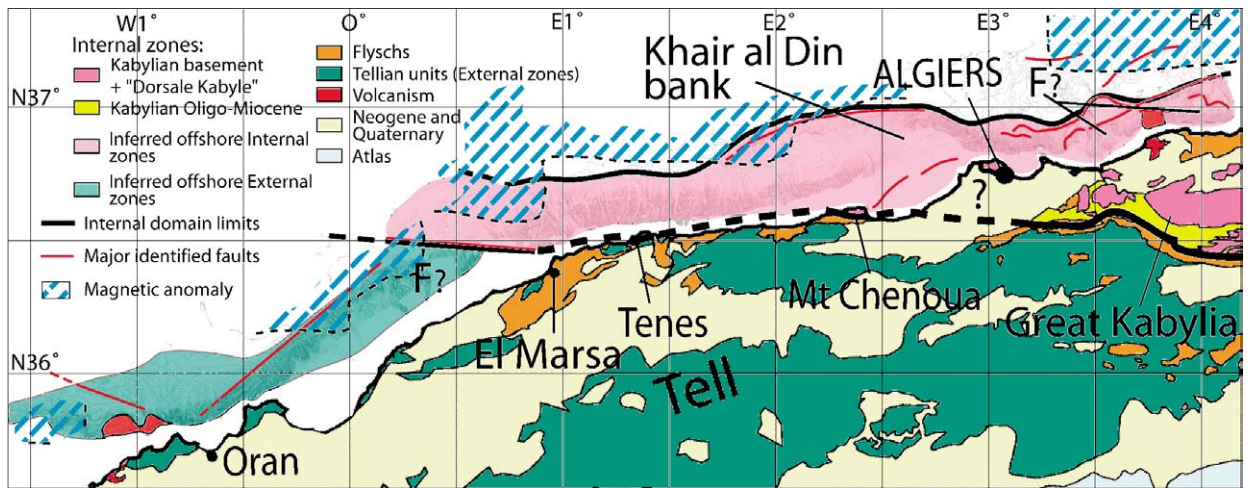 W1° 0° E1° E2° E3° E4°
Internal zones:
Kabylian basement
+ "Dorsale Kabyle"
Kabylian Oligo-Miocene
Inferred offshore Internal
zones
Inferred offshore External
zones
Internal domain limits
Major identified faults
Magnetic anomaly
Flyschs
Tellian units (External zones)
Volcanism
Neogene and
Quaternary
Atlas
N37°
N36°
Khair al Din
bank
ALGIERS
F?
?
F?
Mt Chenoua
Great Kabylia
Tenes
El Marsa
Tell
Oran